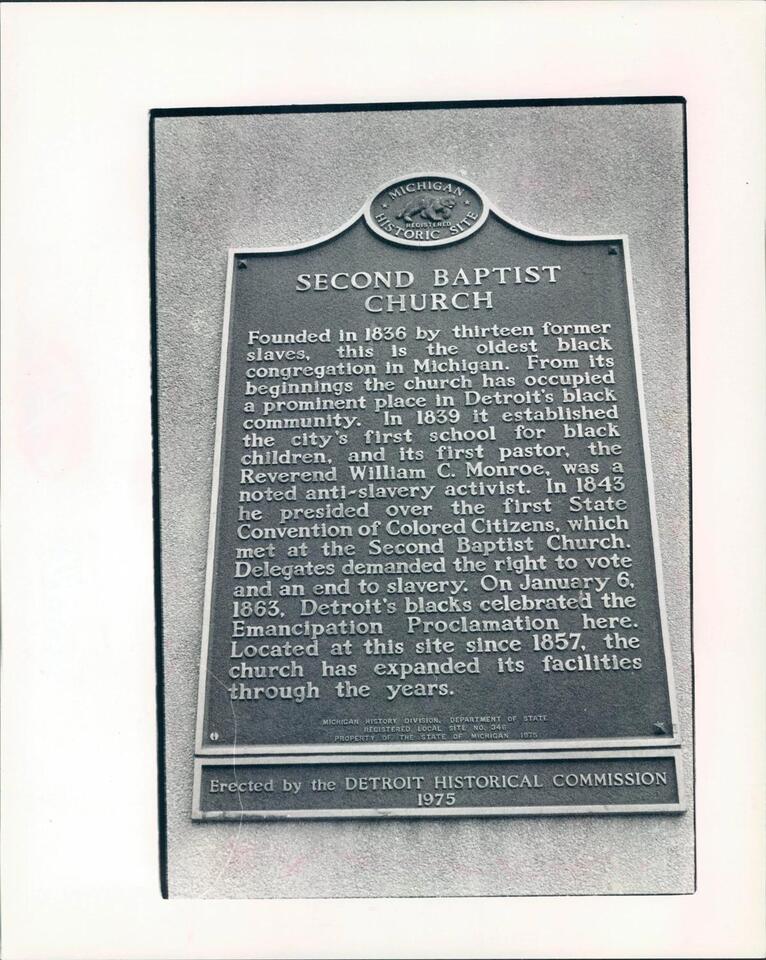 MICHIGAN
REGISTERED
HISTORIC SITE
SECOND BAPTIST
CHURCH
Founded in 1836 by thirteen former
slaves, this is the oldest black
congregation in Michigan. From its
beginnings the church has occupied
a prominent place in Detroit's black
community. In 1839 it established
the city's first school for black
children, and its first pastor, the
Reverend William C. Monroe, was a
noted anti-slavery activist. In 1843
he presided over the first State
Convention of Colored Citizens, which
met at the Second Baptist Church.
Delegates demanded the right to vote
and an end to slavery. On January 6,
1863, Detroit's blacks celebrated the
Emancipation Proclamation here.
Located at this site since 1857, the
church has expanded its facilities
through the years.
MICHIGAN HISTORY DIVISION, DEPARTMENT OF STATE
REGISTERED LOCAL SITE NO. 346
PROPERTY OF THE STATE OF MICHIGAN 1975
Erected by the DETROIT HISTORICAL COMMISSION
1975